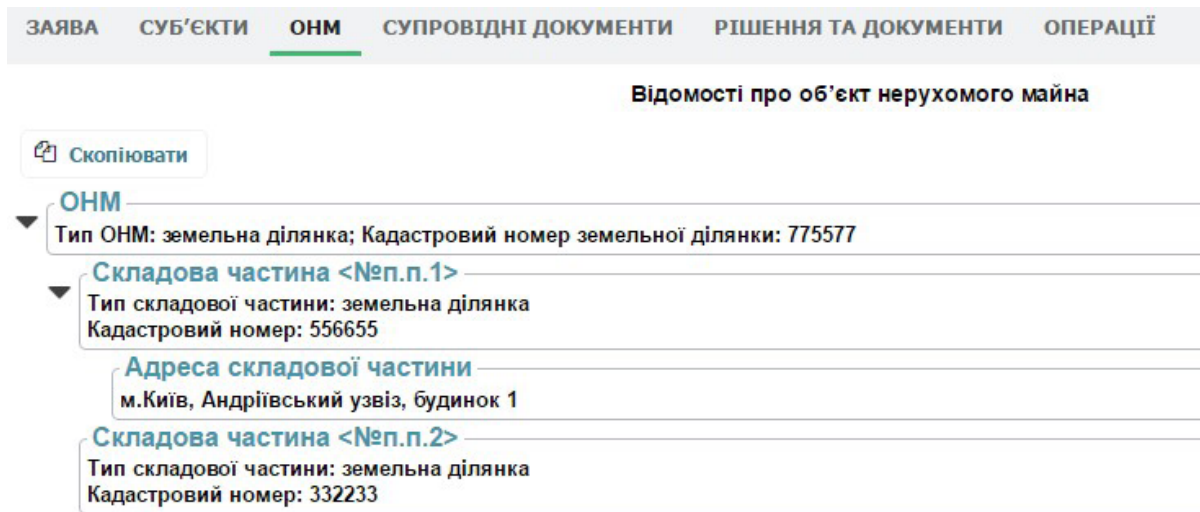 ЗАЯВА СУБ’ЄКТИ ОНМ СУПРОВІДНІ ДОКУМЕНТИ РІШЕННЯ ТА ДОКУМЕНТИ ОПЕРАЦІЇ
Відомості про об’єкт нерухомого майна
Скопіювати
ОНМ
Тип ОНМ: земельна ділянка; Кадастровий номер земельної ділянки: 775577
Складова частина <№п.п.1>
Тип складової частини: земельна ділянка
Кадастровий номер: 556655
Адреса складової частини
м.Київ, Андріївський узвіз, будинок 1
Складова частина <№п.п.2>
Тип складової частини: земельна ділянка
Кадастровий номер: 332233